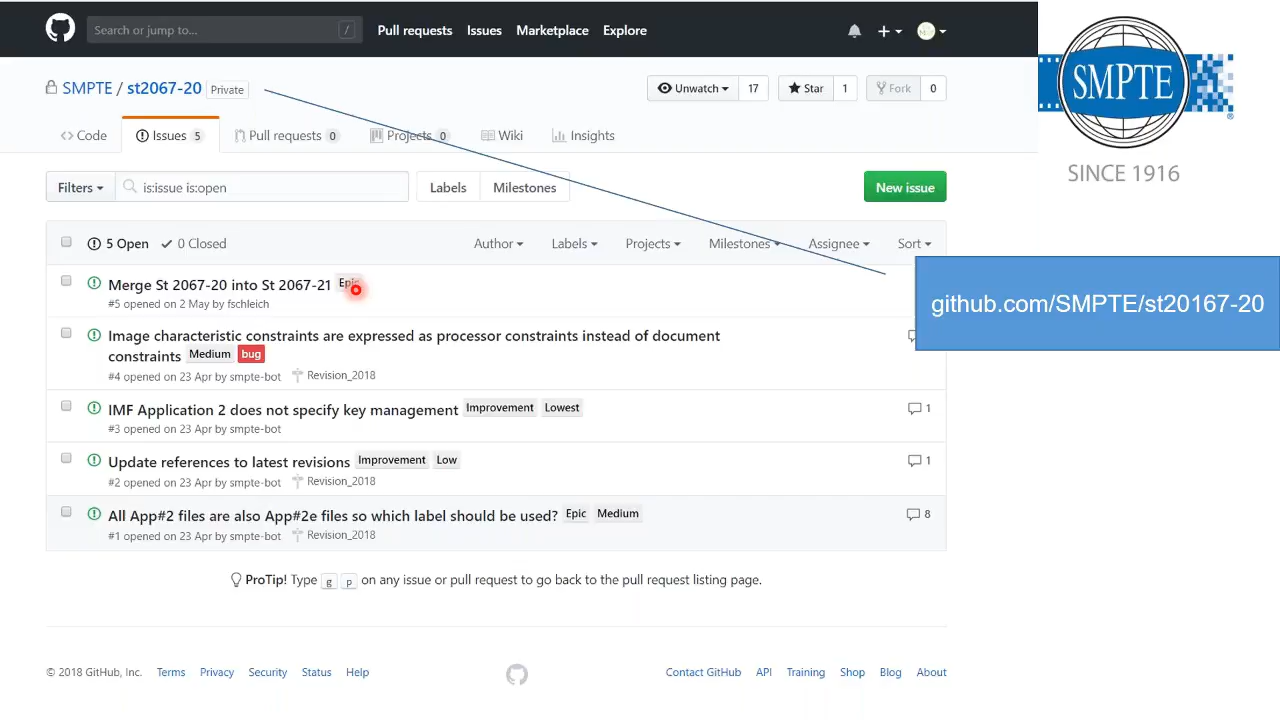 Search or jump to... /
Pull requests Issues Marketplace Explore
SMPTE / st2067-20 Private
Unwatch 17 Star 1 Fork 0
SMPTE
®
SINCE 1916
Code Issues 5 Pull requests 0 Projects 0 Wiki Insights
Filters is:issue is:open Labels Milestones New issue
5 Open 0 Closed Author Labels Projects Milestones Assignee Sort
Merge St 2067-20 into St 2067-21 Epic
#5 opened on 2 May by fschleich
github.com/SMPTE/st20167-20
Image characteristic constraints are expressed as processor constraints instead of document
constraints Medium bug
#4 opened on 23 Apr by smpte-bot Revision_2018
IMF Application 2 does not specify key management Improvement Lowest 1
#3 opened on 23 Apr by smpte-bot
Update references to latest revisions Improvement Low 1
#2 opened on 23 Apr by smpte-bot Revision_2018
All App#2 files are also App#2e files so which label should be used? Epic Medium 8
#1 opened on 23 Apr by smpte-bot Revision_2018
ProTip! Type g p on any issue or pull request to go back to the pull request listing page.
© 2018 GitHub, Inc. Terms Privacy Security Status Help Contact GitHub API Training Shop Blog About